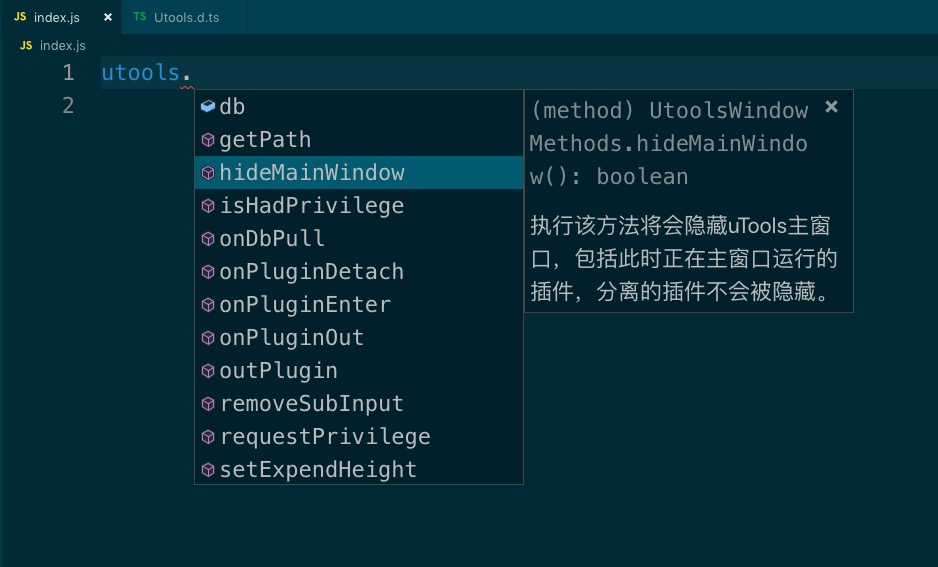 JS index.js × TS Utools.d.ts
JS index.js
1 utools.
2
db
getPath
hideMainWindow
isHadPrivilege
onDbPull
onPluginDetach
onPluginEnter
onPluginOut
outPlugin
removeSubInput
requestPrivilege
setExpendHeight
(method) UtoolsWindow ×
Methods.hideMainWindo
w(): boolean
执行该方法将会隐藏uTools主窗
口，包括此时正在主窗口运行的
插件，分离的插件不会被隐藏。